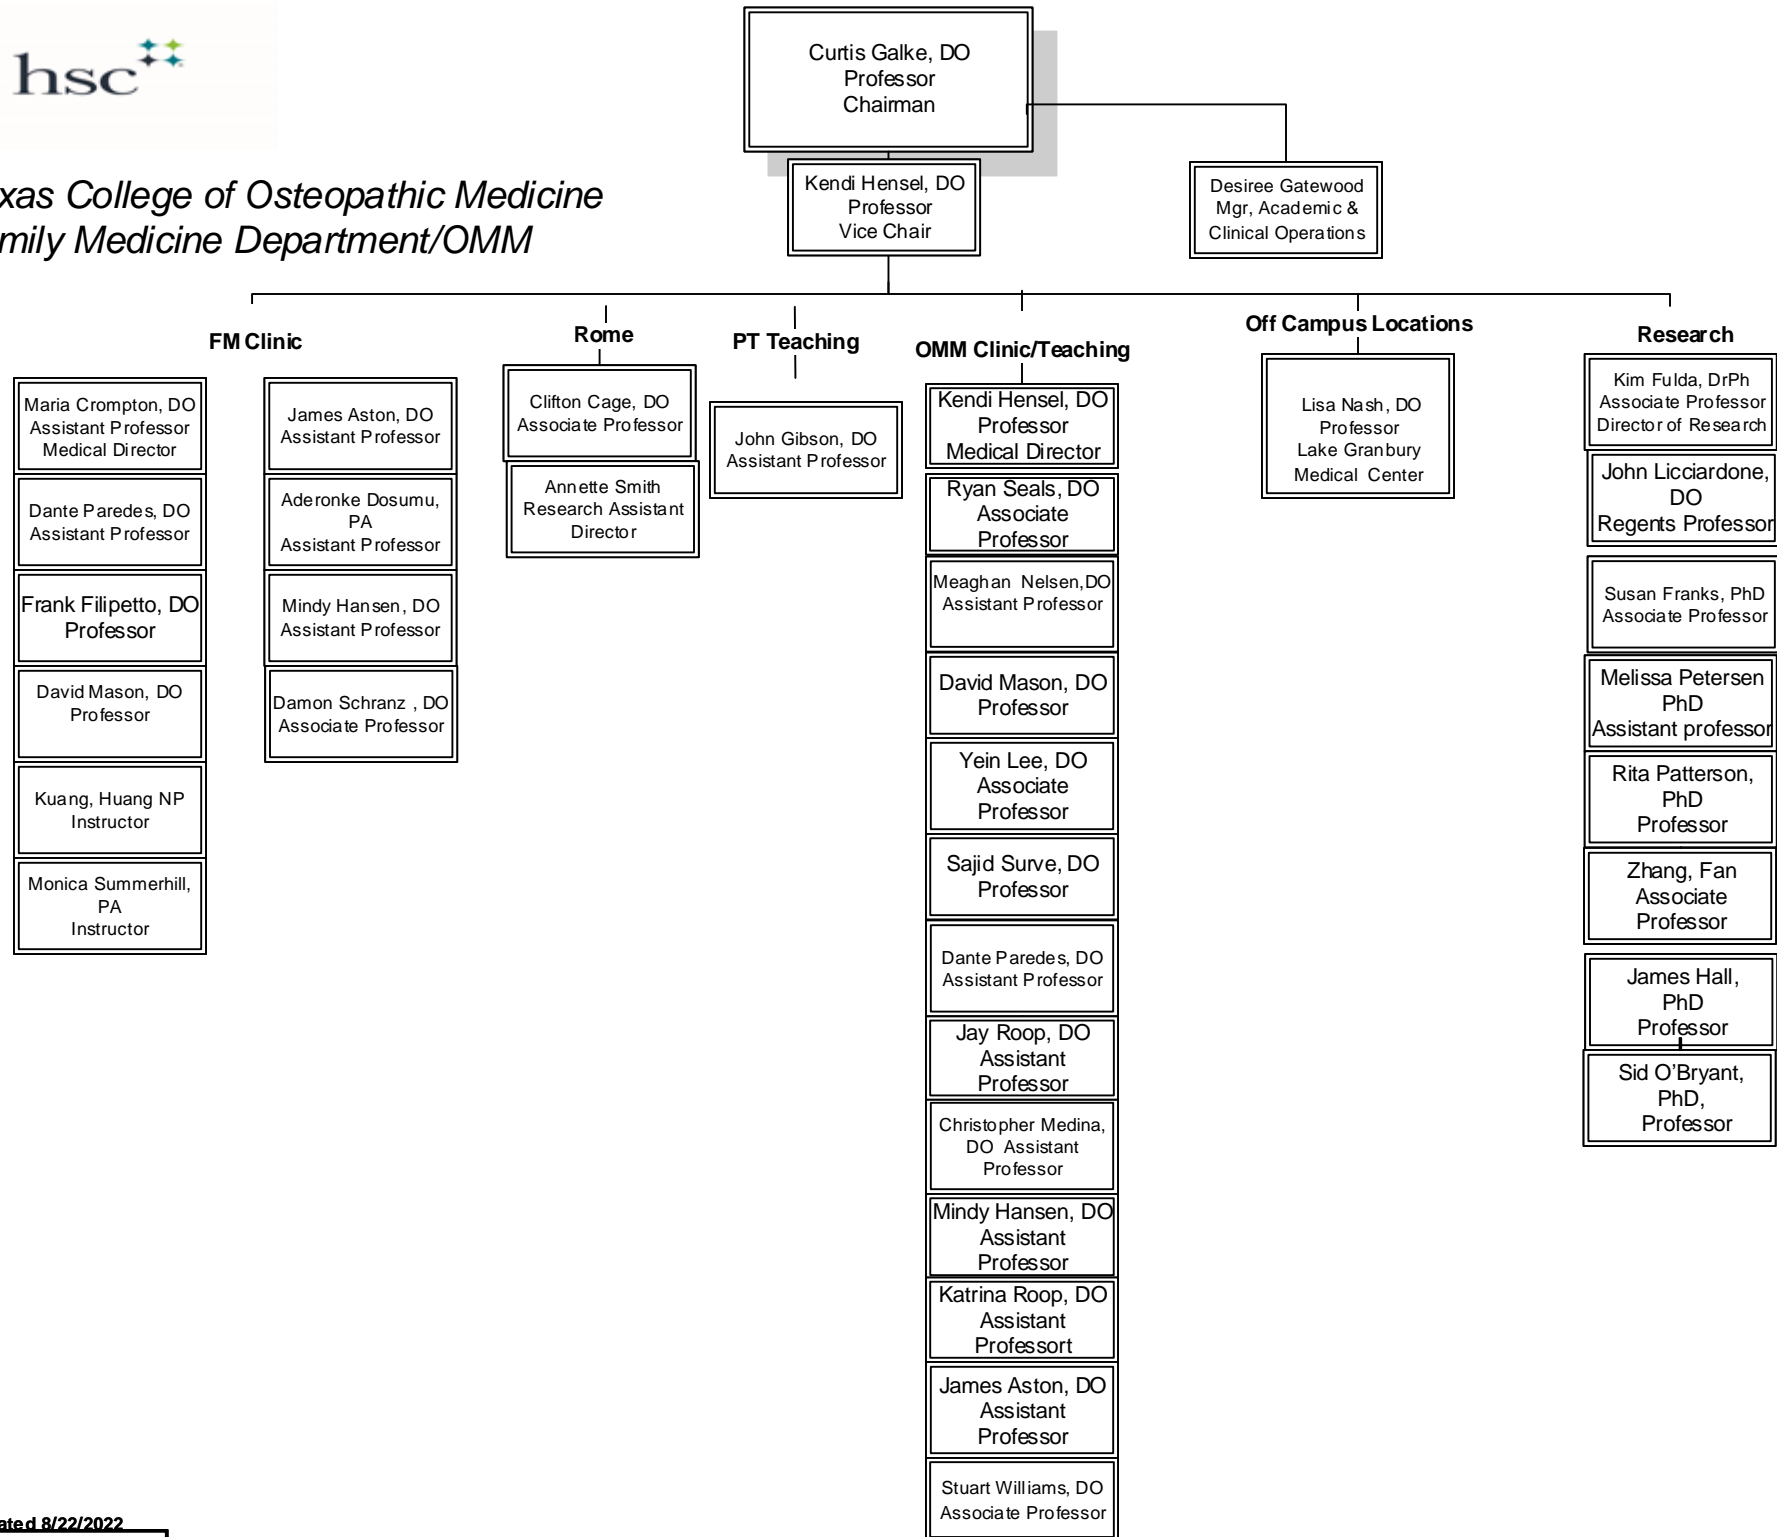 hsc
xas College of Osteopathic Medicine
mily Medicine Department/OMM
Curtis Galke, DO
Professor
Chairman
Kendi Hensel, DO
Professor
Vice Chair
Desiree Gatewood
Mgr, Academic &
Clinical Operations
FM Clinic
Maria Crompton, DO
Assistant Professor
Medical Director
Dante Paredes, DO
Assistant Professor
Frank Filipetto, DO
Professor
David Mason, DO
Professor
Kuang, Huang NP
Instructor
Monica Summerhill,
PA
Instructor
James Aston, DO
Assistant Professor
Aderonke Dosumu,
PA
Assistant Professor
Mindy Hansen, DO
Assistant Professor
Damon Schranz , DO
Associate Professor
Rome
Clifton Cage, DO
Associate Professor
Annette Smith
Research Assistant
Director
PT Teaching
John Gibson, DO
Assistant Professor
OMM Clinic/Teaching
Kendi Hensel, DO
Professor
Medical Director
Ryan Seals, DO
Associate
Professor
Meaghan Nelsen,DO
Assistant Professor
David Mason, DO
Professor
Yein Lee, DO
Associate
Professor
Sajid Surve, DO
Professor
Dante Paredes, DO
Assistant Professor
Jay Roop, DO
Assistant
Professor
Christopher Medina,
DO Assistant
Professor
Mindy Hansen, DO
Assistant
Professor
Katrina Roop, DO
Assistant
Professort
James Aston, DO
Assistant
Professor
Stuart Williams, DO
Associate Professor
Off Campus Locations
Lisa Nash, DO
Professor
Lake Granbury
Medical Center
Research
Kim Fulda, DrPh
Associate Professor
Director of Research
John Licciardone,
DO
Regents Professor
Susan Franks, PhD
Associate Professor
Melissa Petersen
PhD
Assistant professor
Rita Patterson,
PhD
Professor
Zhang, Fan
Associate
Professor
James Hall,
PhD
Professor
Sid O’Bryant,
PhD,
Professor
ated 8/22/2022